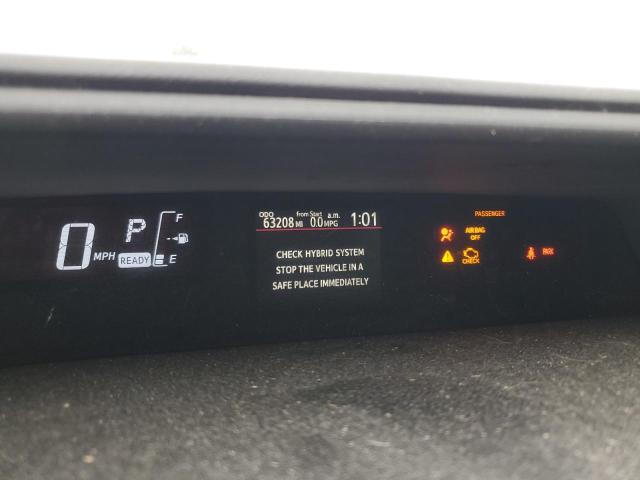 0 MPH
P
READY
F
E
ODO from Start a.m.
63208 MI 0.0 MPG 1:01
CHECK HYBRID SYSTEM
STOP THE VEHICLE IN A
SAFE PLACE IMMEDIATELY
PASSENGER
AIR BAG
OFF
CHECK
PARK